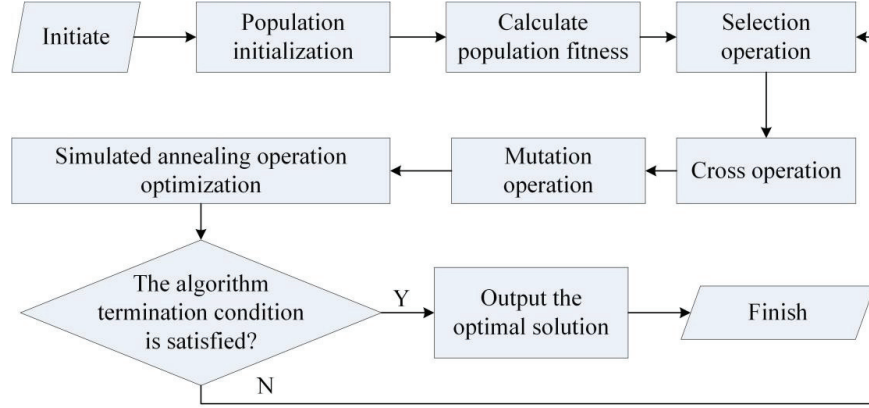 Initiate
Population
initialization
Calculate
population fitness
Selection
operation
Simulated annealing operation
optimization
Mutation
operation
Cross operation
The algorithm
termination condition
is satisfied?
Y
Output the
optimal solution
Finish
N